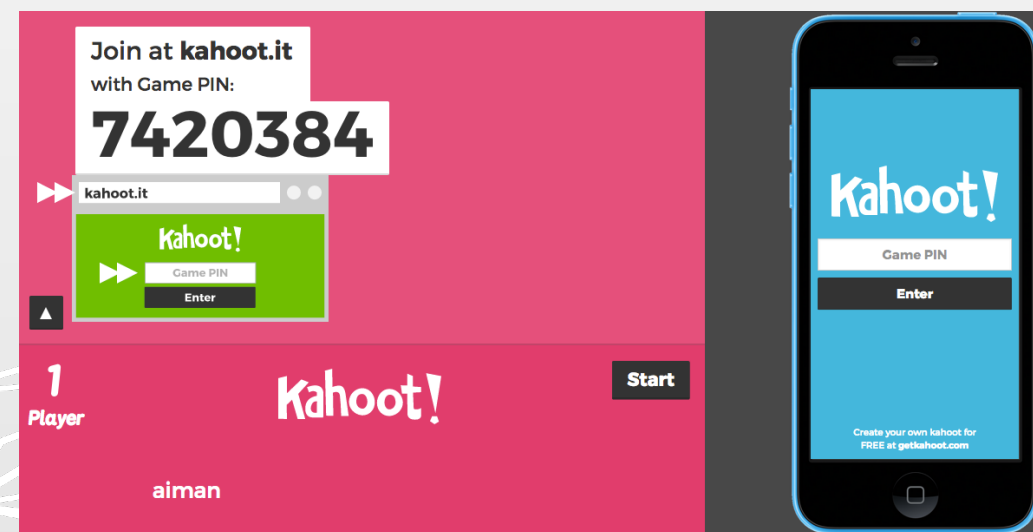 Join at kahoot.it
with Game PIN:
7420384
kahoot.it
Kahoot!
Game PIN
Enter
1
Player
Kahoot!
Start
aiman
Kahoot!
Game PIN
Enter
Create your own kahoot for
FREE at getkahoot.com